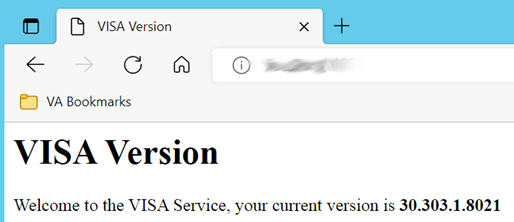 VISA Version
VA Bookmarks
VISA Version
Welcome to the VISA Service, your current version is 30.303.1.8021